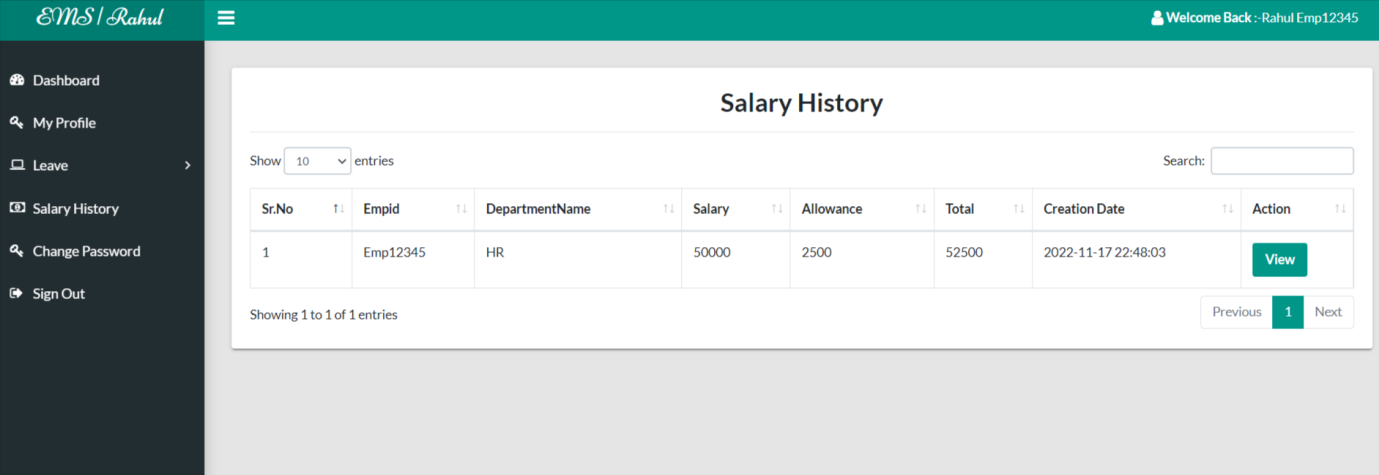 EMS | Rahul
Welcome Back :-Rahul Emp12345
Dashboard
My Profile
Leave
Salary History
Change Password
Sign Out
Salary History
Show 10 entries
Search:
Sr.No Empid DepartmentName Salary Allowance Total Creation Date Action
1 Emp12345 HR 50000 2500 52500 2022-11-17 22:48:03 View
Showing 1 to 1 of 1 entries
Previous 1 Next